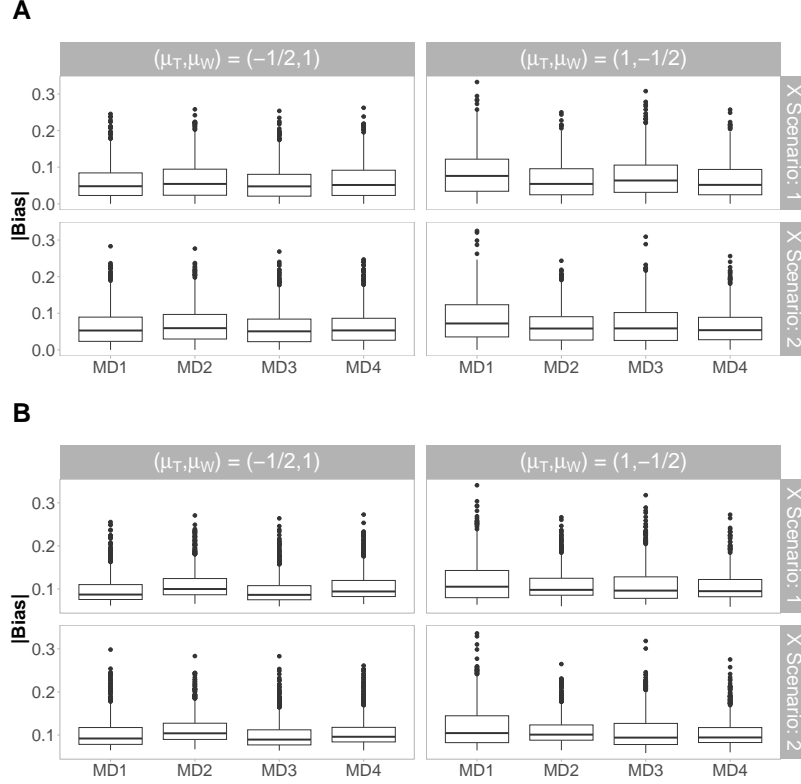 A
(μT,μW) = (−1/2,1)
(μT,μW) = (1,−1/2)
0.3
0.2
0.1
0.0
X Scenario: 1
|Bias|
0.3
0.2
0.1
0.0
X Scenario: 2
MD1 MD2 MD3 MD4
MD1 MD2 MD3 MD4
B
(μT,μW) = (−1/2,1)
(μT,μW) = (1,−1/2)
0.3
0.2
0.1
X Scenario: 1
|Bias|
0.3
0.2
0.1
X Scenario: 2
MD1 MD2 MD3 MD4
MD1 MD2 MD3 MD4